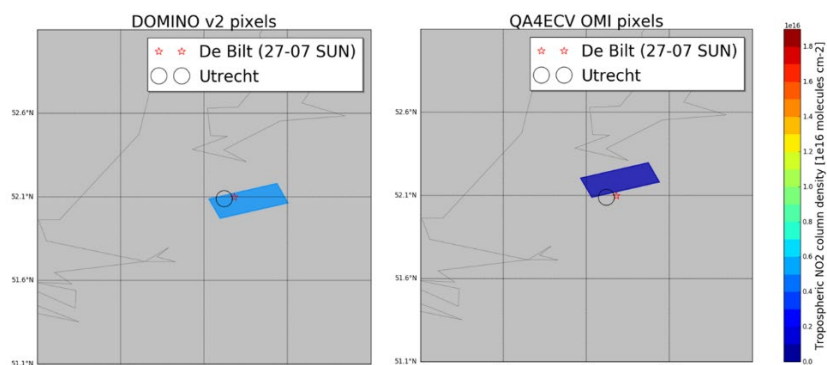 DOMINO v2 pixels
De Bilt (27-07 SUN)
Utrecht
52.6°N
52.1°N
51.6°N
51.1°N
QA4ECV OMI pixels
De Bilt (27-07 SUN)
Utrecht
52.6°N
52.1°N
51.6°N
51.1°N
1e16
1.8
1.6
1.4
1.2
1.0
0.8
0.6
0.4
0.2
0.0
Tropospheric NO2 column density [1e16 molecules cm-2]